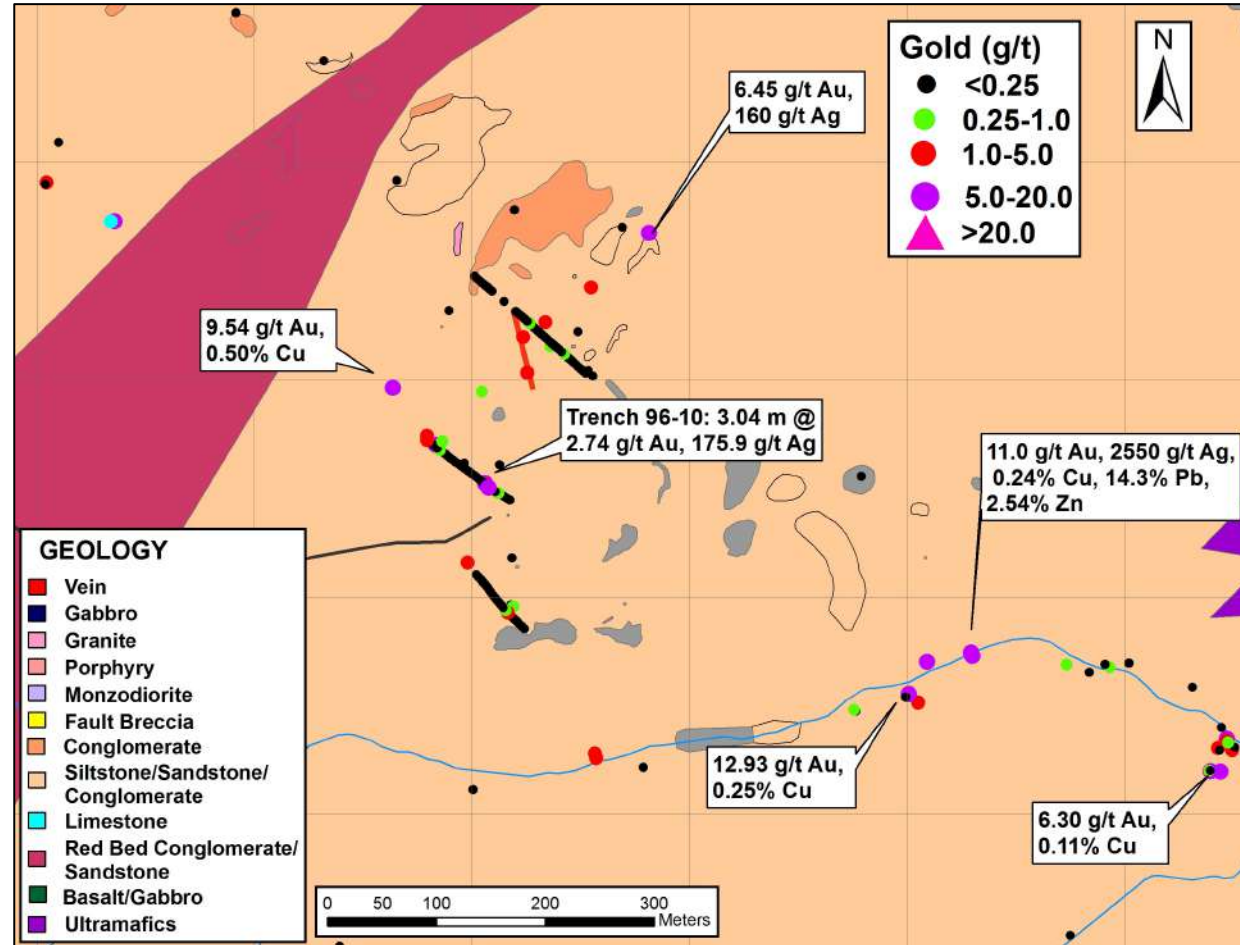 6.45 g/t Au,
160 g/t Ag
Gold (g/t)
<0.25
0.25-1.0
1.0-5.0
5.0-20.0
>20.0
N
9.54 g/t Au,
0.50% Cu
Trench 96-10: 3.04 m @
2.74 g/t Au, 175.9 g/t Ag
11.0 g/t Au, 2550 g/t Ag,
0.24% Cu, 14.3% Pb,
2.54% Zn
12.93 g/t Au,
0.25% Cu
6.30 g/t Au,
0.11% Cu
GEOLOGY
Vein
Gabbro
Granite
Porphyry
Monzodiorite
Fault Breccia
Conglomerate
Siltstone/Sandstone/
Conglomerate
Limestone
Red Bed Conglomerate/
Sandstone
Basalt/Gabbro
Ultramafics
0 50 100 200 300
Meters